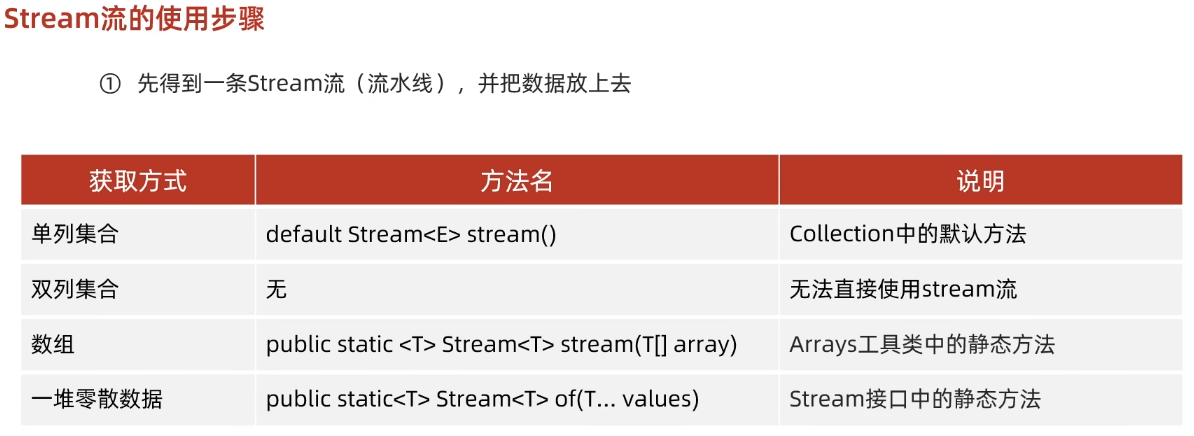 Stream流的使用步骤
① 先得到一条Stream流（流水线），并把数据放上去
获取方式 方法名 说明
单列集合 default Stream<E> stream() Collection中的默认方法
双列集合 无 无法直接使用stream流
数组 public static <T> Stream<T> stream(T[] array) Arrays工具类中的静态方法
一堆零散数据 public static<T> Stream<T> of(T... values) Stream接口中的静态方法